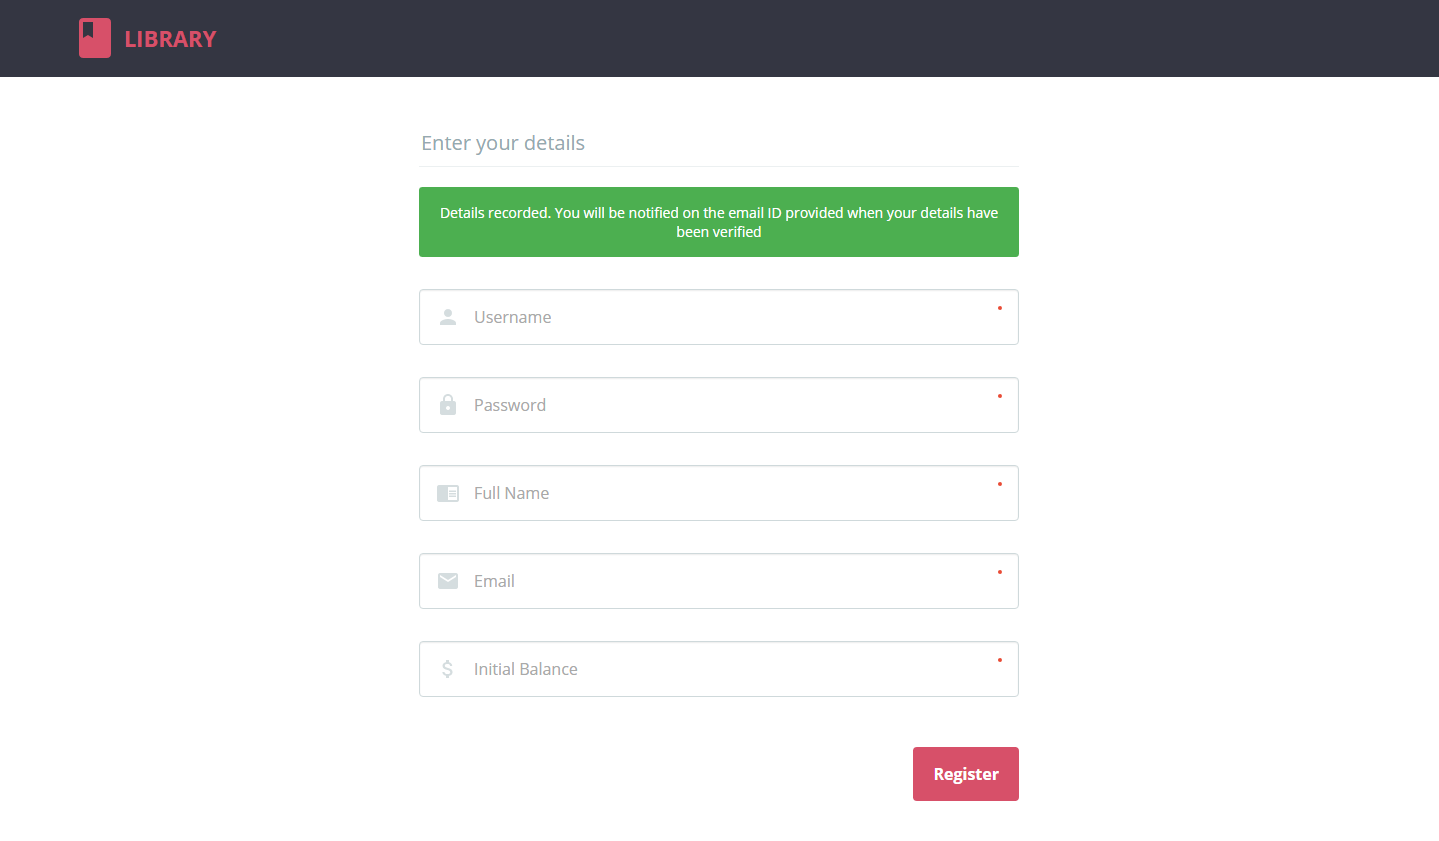 LIBRARY
Enter your details
Details recorded. You will be notified on the email ID provided when your details have
been verified
Username
Password
Full Name
Email
Initial Balance
Register